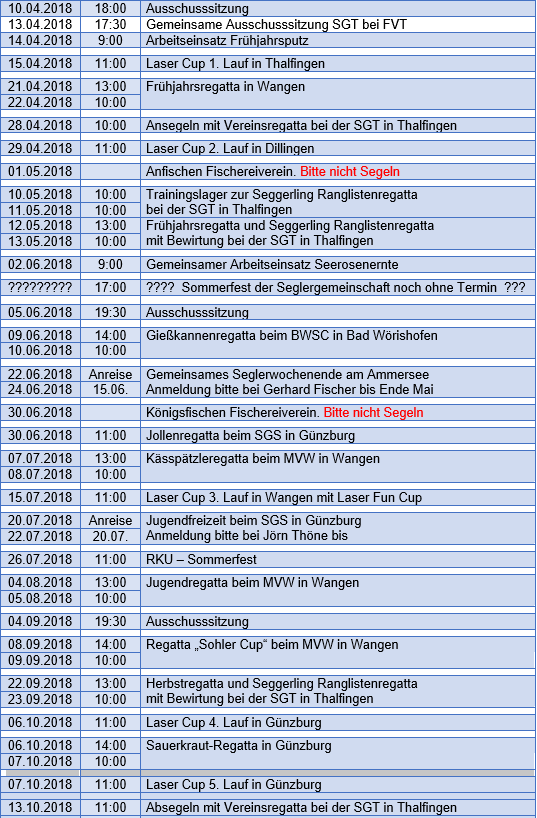 10.04.2018 18:00 Ausschusssitzung
13.04.2018 17:30 Gemeinsame Ausschusssitzung SGT bei FVT
14.04.2018 9:00 Arbeitseinsatz Frühjahrsputz
15.04.2018 11:00 Laser Cup 1. Lauf in Thalfingen
21.04.2018 13:00 Frühjahrsregatta in Wangen
22.04.2018 10:00
28.04.2018 10:00 Ansegeln mit Vereinsregatta bei der SGT in Thalfingen
29.04.2018 11:00 Laser Cup 2. Lauf in Dillingen
01.05.2018 Anfischen Fischereiverein. Bitte nicht Segeln
10.05.2018 10:00 Trainingslager zur Seggerling Ranglistenregatta
11.05.2018 10:00 bei der SGT in Thalfingen
12.05.2018 13:00 Frühjahrsregatta und Seggerling Ranglistenregatta
13.05.2018 10:00 mit Bewirtung bei der SGT in Thalfingen
02.06.2018 9:00 Gemeinsamer Arbeitseinsatz Seerosenernte
????????? 17:00 ???? Sommerfest der Seglergemeinschaft noch ohne Termin ???
05.06.2018 19:30 Ausschusssitzung
09.06.2018 14:00 Gießkannenregatta beim BWSC in Bad Wörishofen
10.06.2018 10:00
22.06.2018 Anreise Gemeinsames Seglerwochenende am Ammersee
24.06.2018 15.06. Anmeldung bitte bei Gerhard Fischer bis Ende Mai
30.06.2018 Königsfischen Fischereiverein. Bitte nicht Segeln
30.06.2018 11:00 Jollenregatta beim SGS in Günzburg
07.07.2018 13:00 Kässpätzleregatta beim MVW in Wangen
08.07.2018 10:00
15.07.2018 11:00 Laser Cup 3. Lauf in Wangen mit Laser Fun Cup
20.07.2018 Anreise Jugendfreizeit beim SGS in Günzburg
22.07.2018 20.07. Anmeldung bitte bei Jörn Thöne bis
26.07.2018 11:00 RKU – Sommerfest
04.08.2018 13:00 Jugendregatta beim MVW in Wangen
05.08.2018 10:00
04.09.2018 19:30 Ausschusssitzung
08.09.2018 14:00 Regatta „Sohler Cup“ beim MVW in Wangen
09.09.2018 10:00
22.09.2018 13:00 Herbstregatta und Seggerling Ranglistenregatta
23.09.2018 10:00 mit Bewirtung bei der SGT in Thalfingen
06.10.2018 11:00 Laser Cup 4. Lauf in Günzburg
06.10.2018 14:00 Sauerkraut-Regatta in Günzburg
07.10.2018 10:00
07.10.2018 11:00 Laser Cup 5. Lauf in Günzburg
13.10.2018 11:00 Absegeln mit Vereinsregatta bei der SGT in Thalfingen